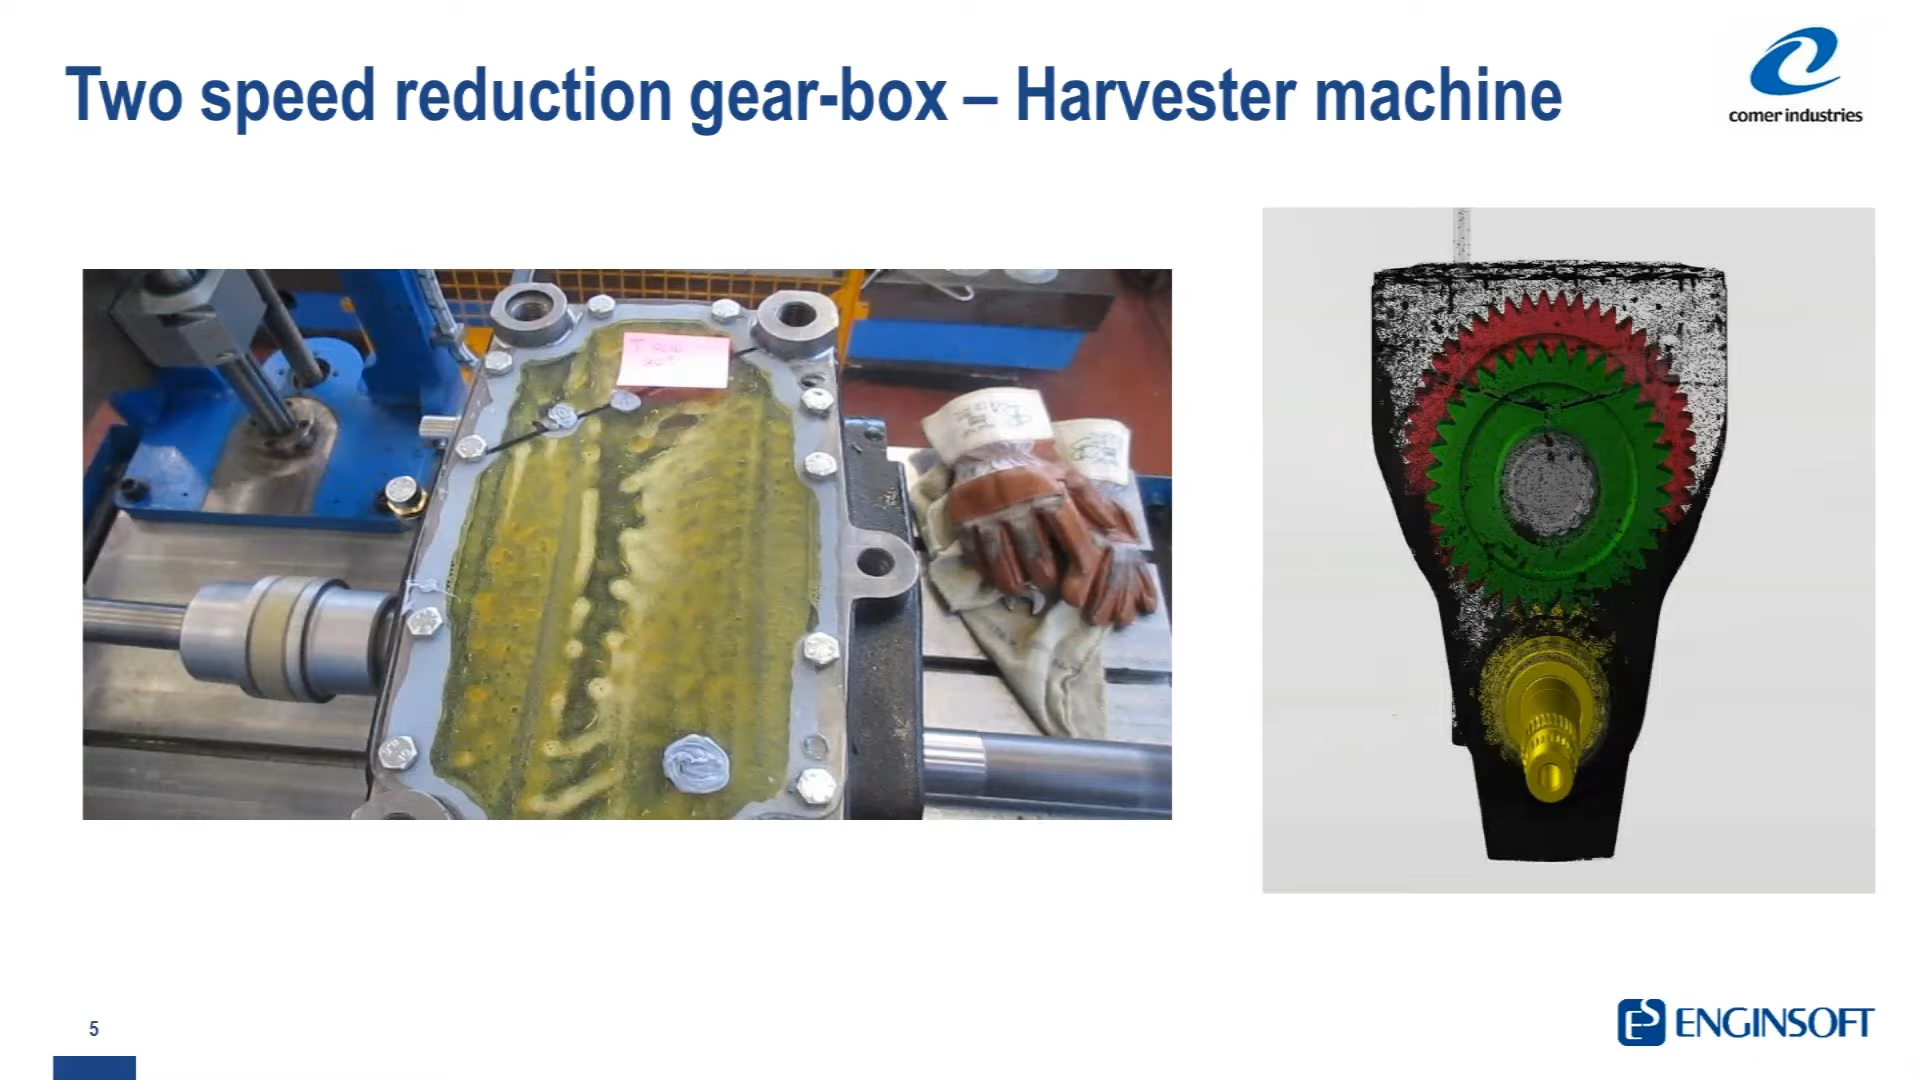 Two speed reduction gear-box – Harvester machine
comer industries
5
ENGINSOFT